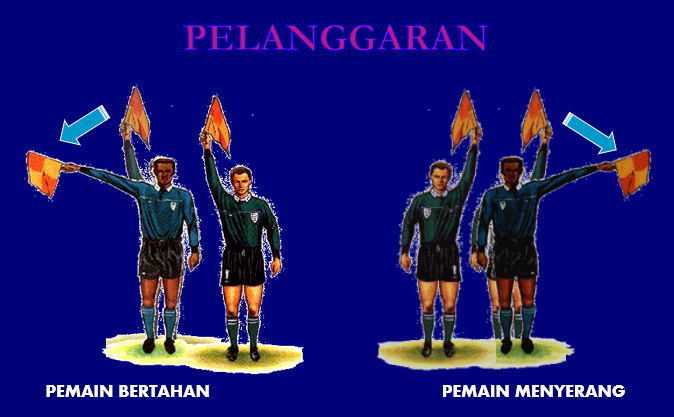 PELANGGARAN
PEMAIN BERTAHAN
PEMAIN MENYERANG